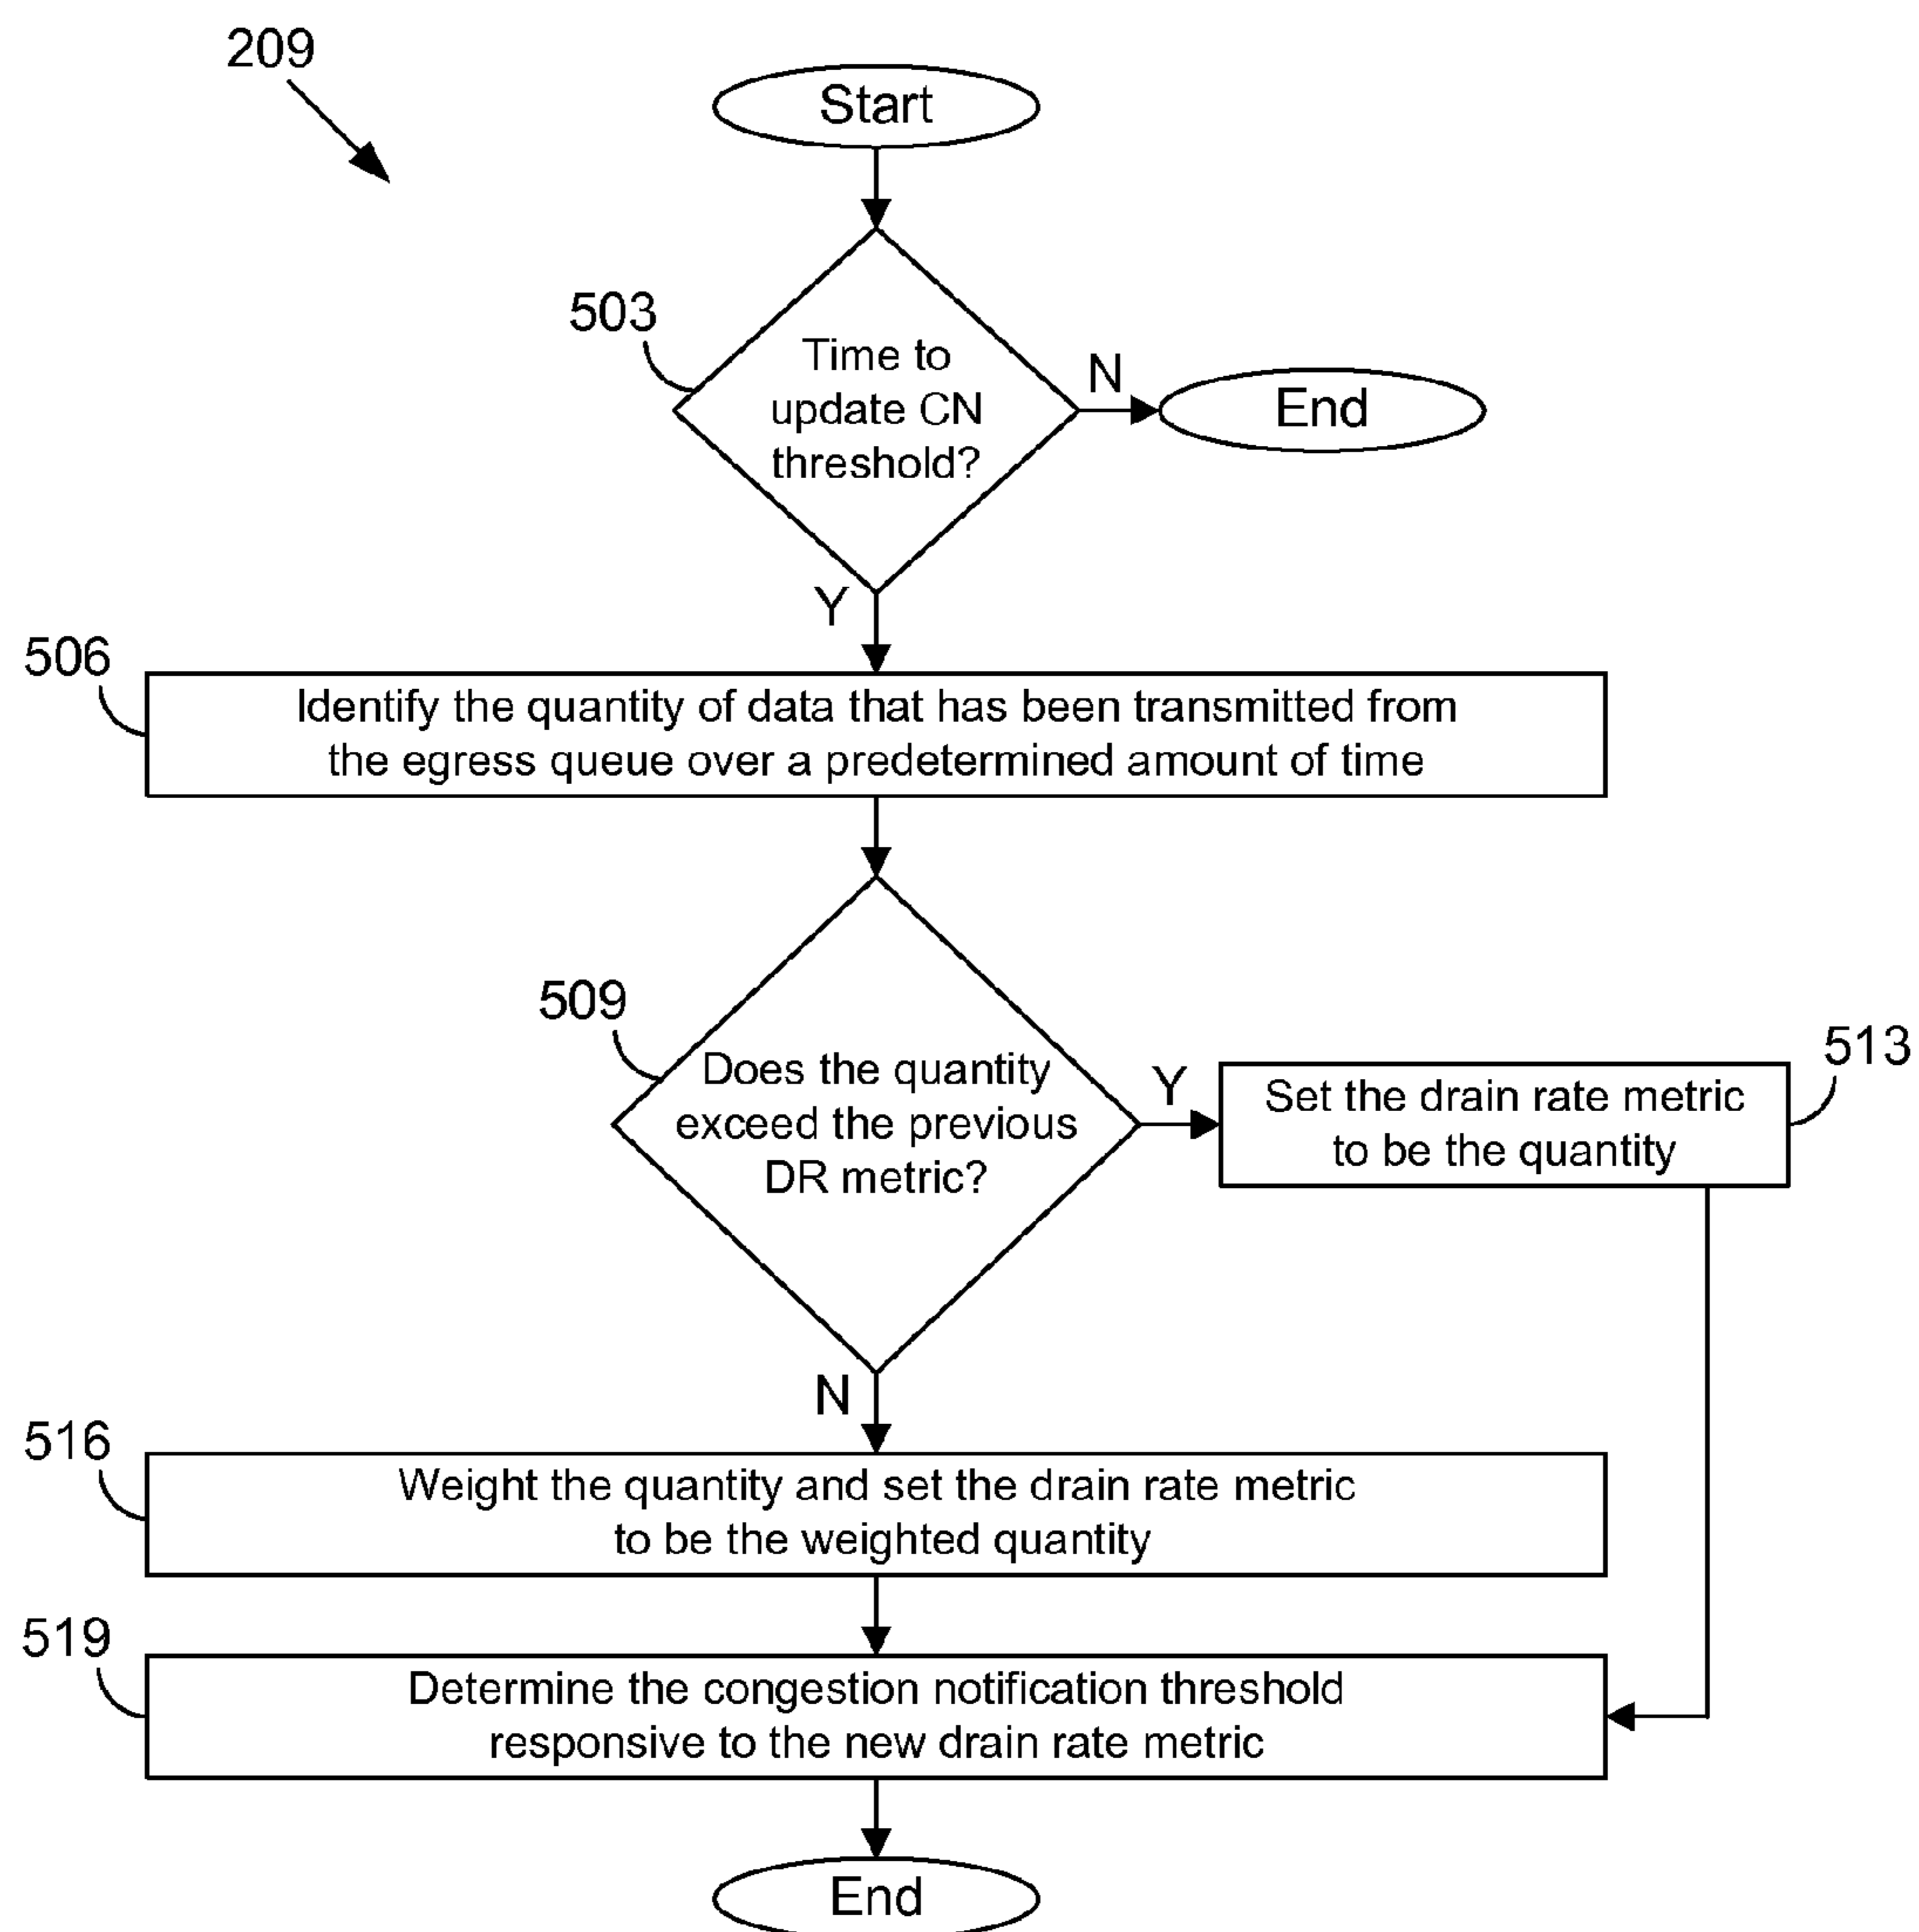 209
Start
503
Time to
update CN
threshold?
N
End
Y
506
Identify the quantity of data that has been transmitted from
the egress queue over a predetermined amount of time
509
Does the quantity
exceed the previous
DR metric?
Y
513
Set the drain rate metric
to be the quantity
N
516
Weight the quantity and set the drain rate metric
to be the weighted quantity
519
Determine the congestion notification threshold
responsive to the new drain rate metric
End